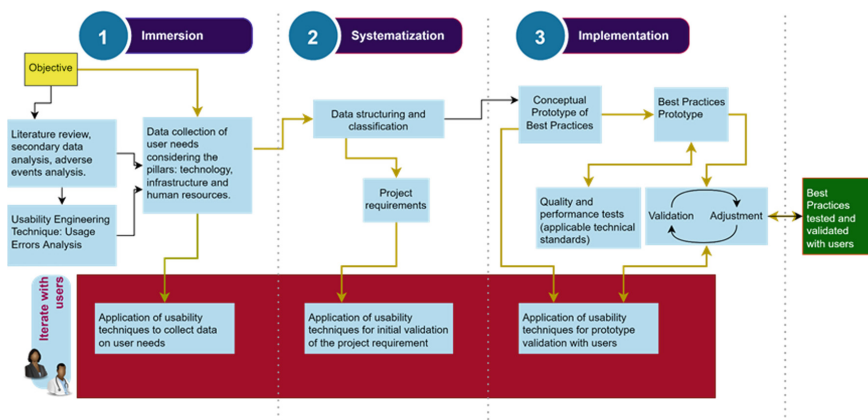 1 Immersion
2 Systematization
3 Implementation
Objective
Literature review,
secondary data
analysis, adverse
events analysis.
Usability Engineering
Technique: Usage
Errors Analysis
Data collection of
user needs
considering the
pillars: technology,
infrastructure and
human resources.
Data structuring and
classification
Project
requirements
Conceptual
Prototype of
Best Practices
Best Practices
Prototype
Quality and
performance tests
(applicable technical
standards)
Validation
Adjustment
Best
Practices
tested and
validated
with users
Iterate with
users
Application of usability
techniques to collect data
on user needs
Application of usability
techniques for initial validation
of the project requirement
Application of usability
techniques for prototype
validation with users